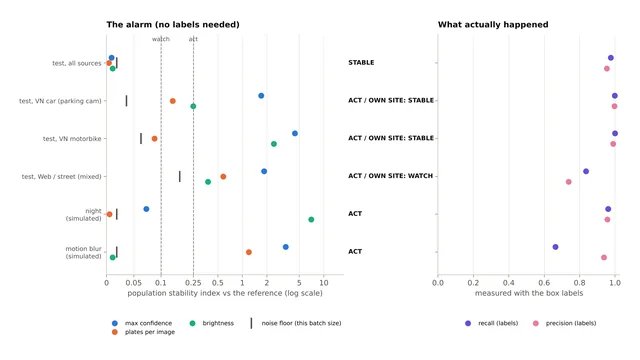 The alarm (no labels needed)
What actually happened
watch
act
test, all sources
STABLE
test, VN car (parking cam)
ACT / OWN SITE: STABLE
test, VN motorbike
ACT / OWN SITE: STABLE
test, Web / street (mixed)
ACT / OWN SITE: WATCH
night
(simulated)
ACT
motion blur
(simulated)
ACT
0 0.05 0.1 0.25 0.5 1 2 5 10
0.0 0.2 0.4 0.6 0.8 1.0
population stability index vs the reference (log scale)
measured with the box labels
max confidence
brightness
noise floor (this batch size)
plates per image
recall (labels)
precision (labels)